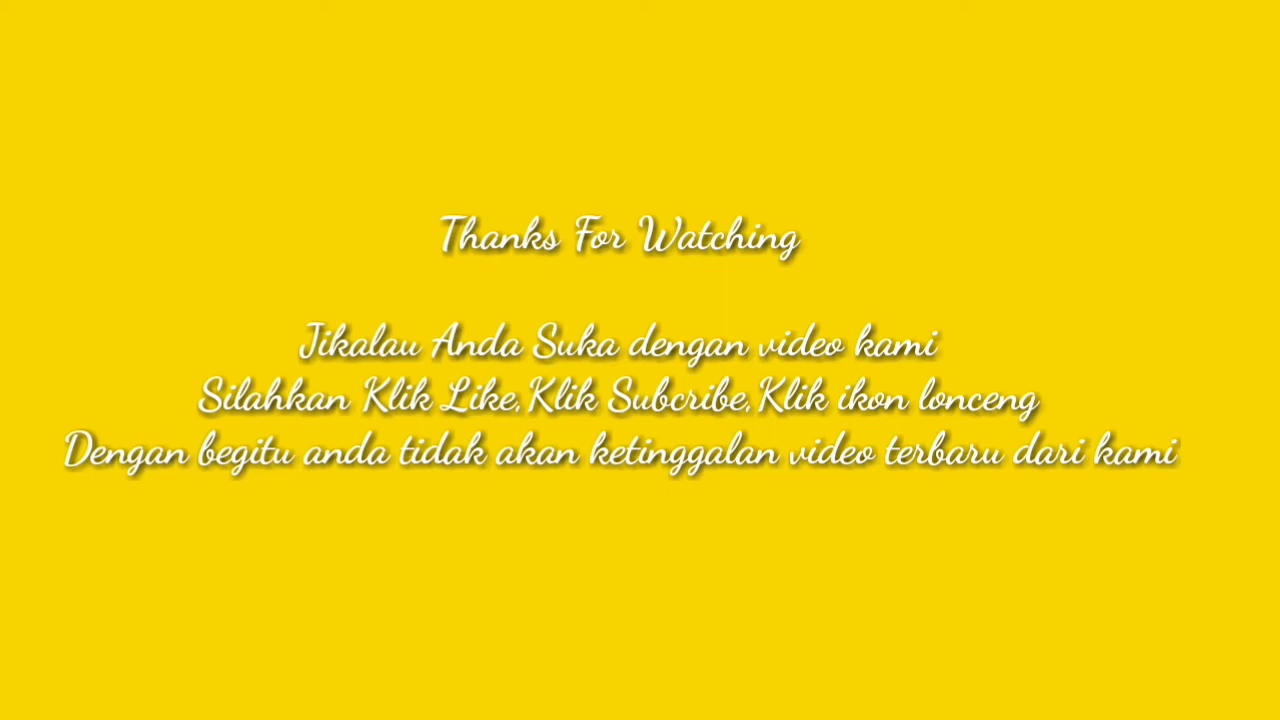 Thanks For Watching
Jikalau Anda Suka dengan video kami
Silahkan Klik Like,Klik Subcribe,Klik ikon lonceng
Dengan begitu anda tidak akan ketinggalan video terbaru dari kami